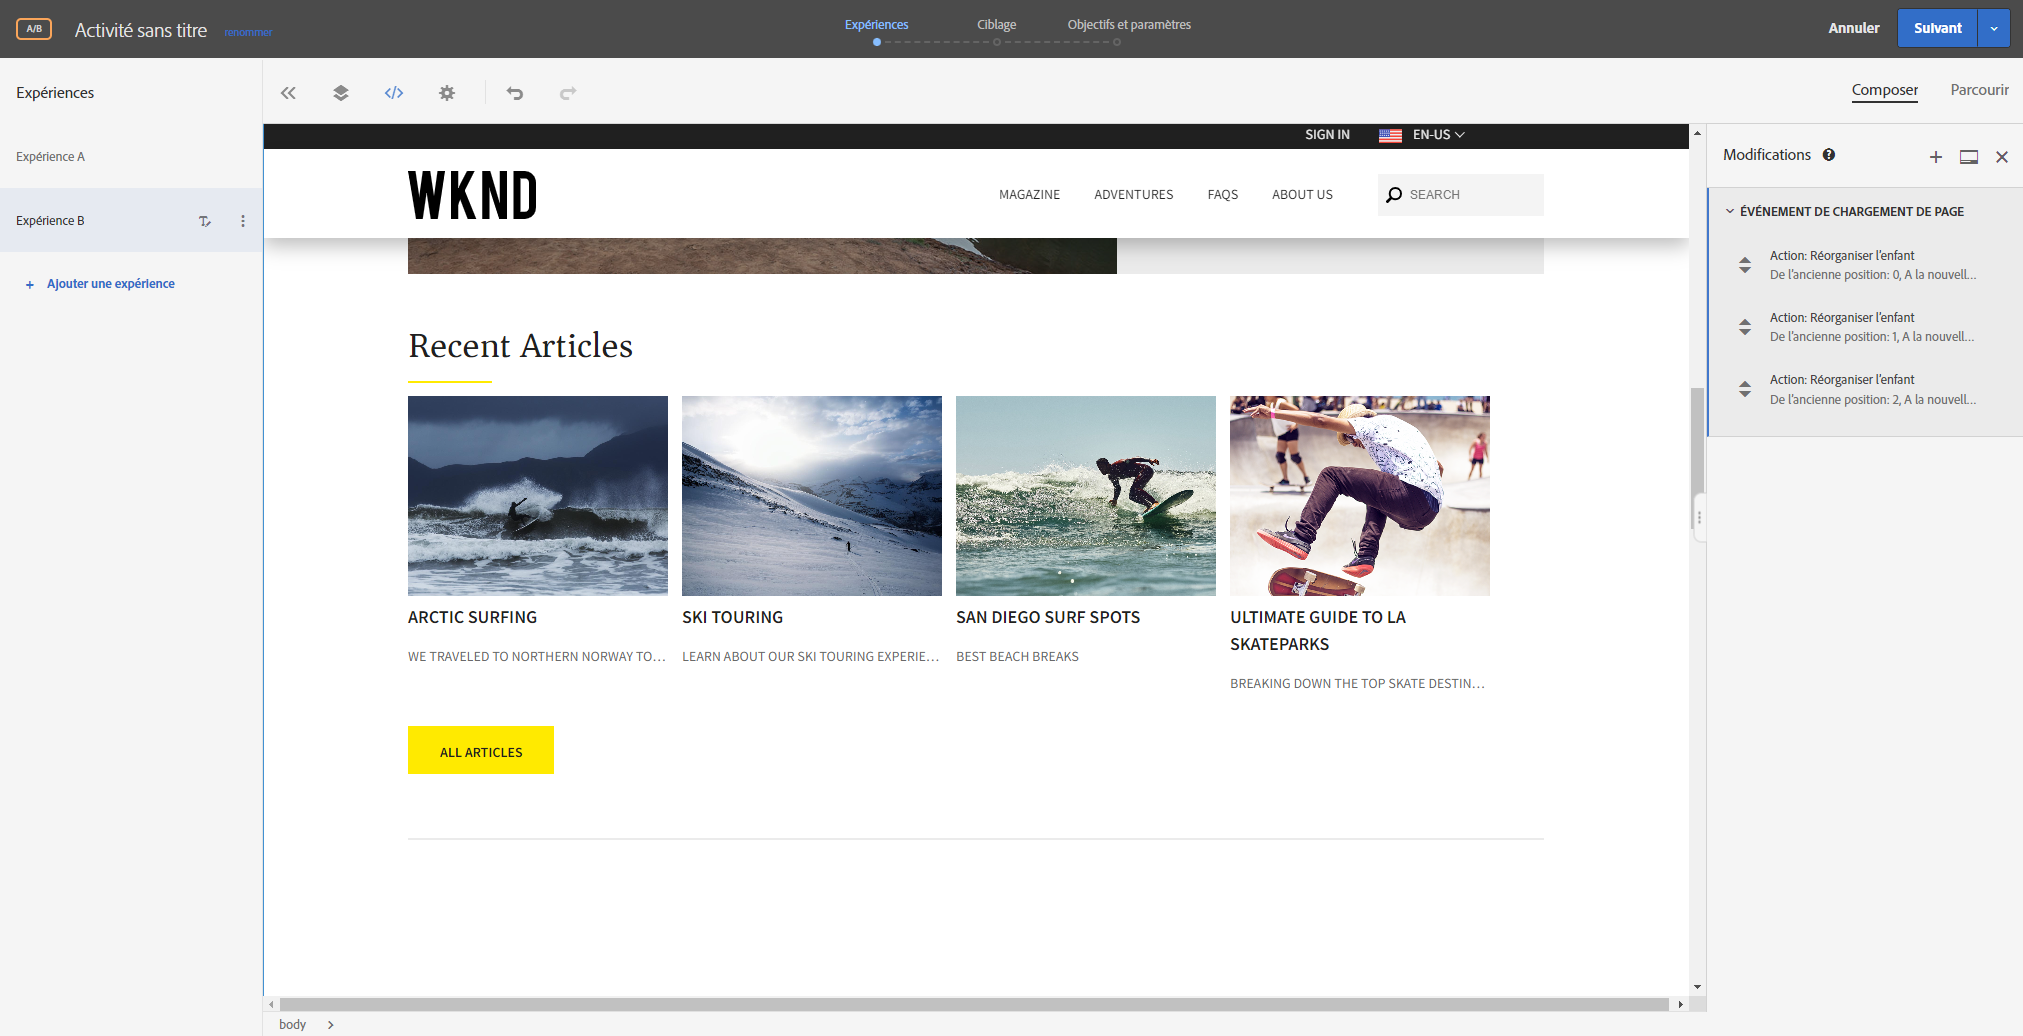 A/B
Activité sans titre
renommer
Expériences
Ciblage
Objectifs et paramètres
Annuler
Suivant
Expériences
Expérience A
Expérience B
+ Ajouter une expérience
</>
Composer
Parcourir
SIGN IN
EN-US
WKND
MAGAZINE
ADVENTURES
FAQS
ABOUT US
SEARCH
Recent Articles
ARCTIC SURFING
WE TRAVELED TO NORTHERN NORWAY TO...
SKI TOURING
LEARN ABOUT OUR SKI TOURING EXPERIE...
SAN DIEGO SURF SPOTS
BEST BEACH BREAKS
ULTIMATE GUIDE TO LA
SKATEPARKS
BREAKING DOWN THE TOP SKATE DESTIN...
ALL ARTICLES
Modifications
ÉVÉNEMENT DE CHARGEMENT DE PAGE
Action: Réorganiser l'enfant
De l'ancienne position: 0, A la nouvell...
Action: Réorganiser l'enfant
De l'ancienne position: 1, A la nouvell...
Action: Réorganiser l'enfant
De l'ancienne position: 2, A la nouvell...
body